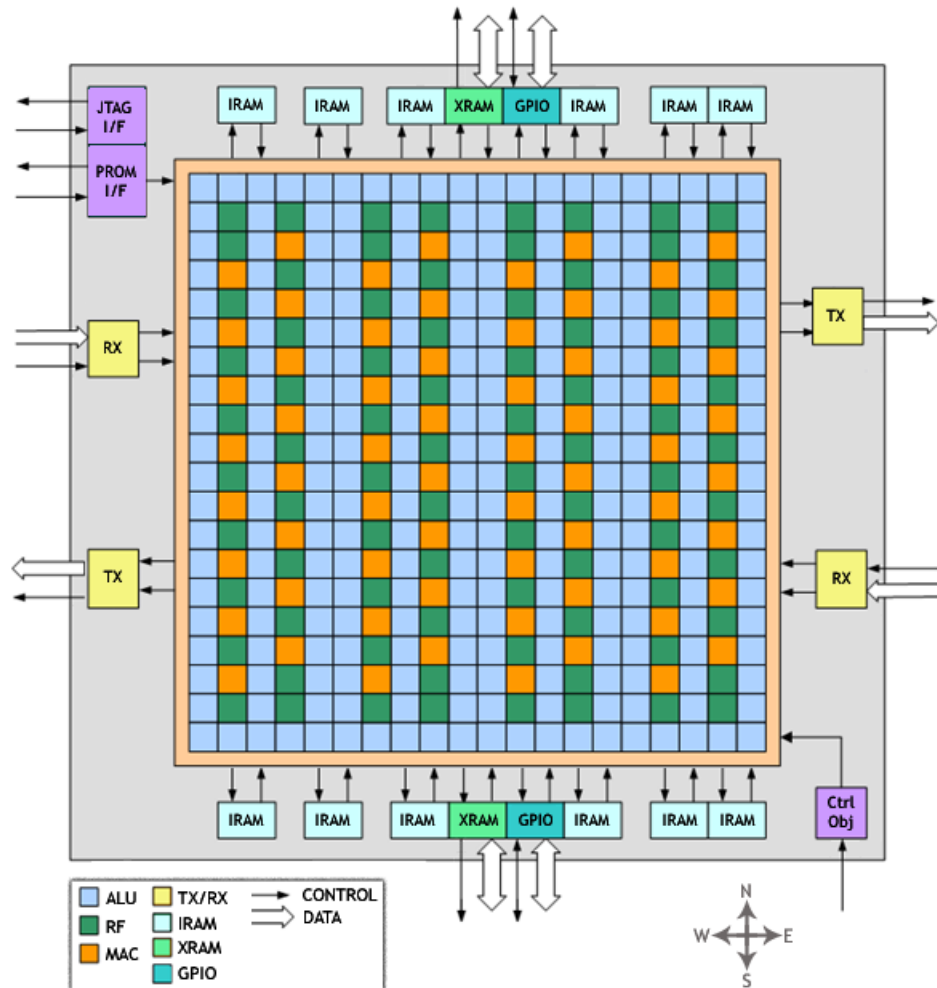 IRAM IRAM IRAM XRAM GPIO IRAM IRAM IRAM
JTAG
I/F
PROM
I/F
TX
RX
TX
RX
IRAM IRAM IRAM XRAM GPIO IRAM IRAM IRAM
Ctrl
Obj
ALU TX/RX CONTROL
RF IRAM DATA
MAC XRAM
GPIO
N
W E
S